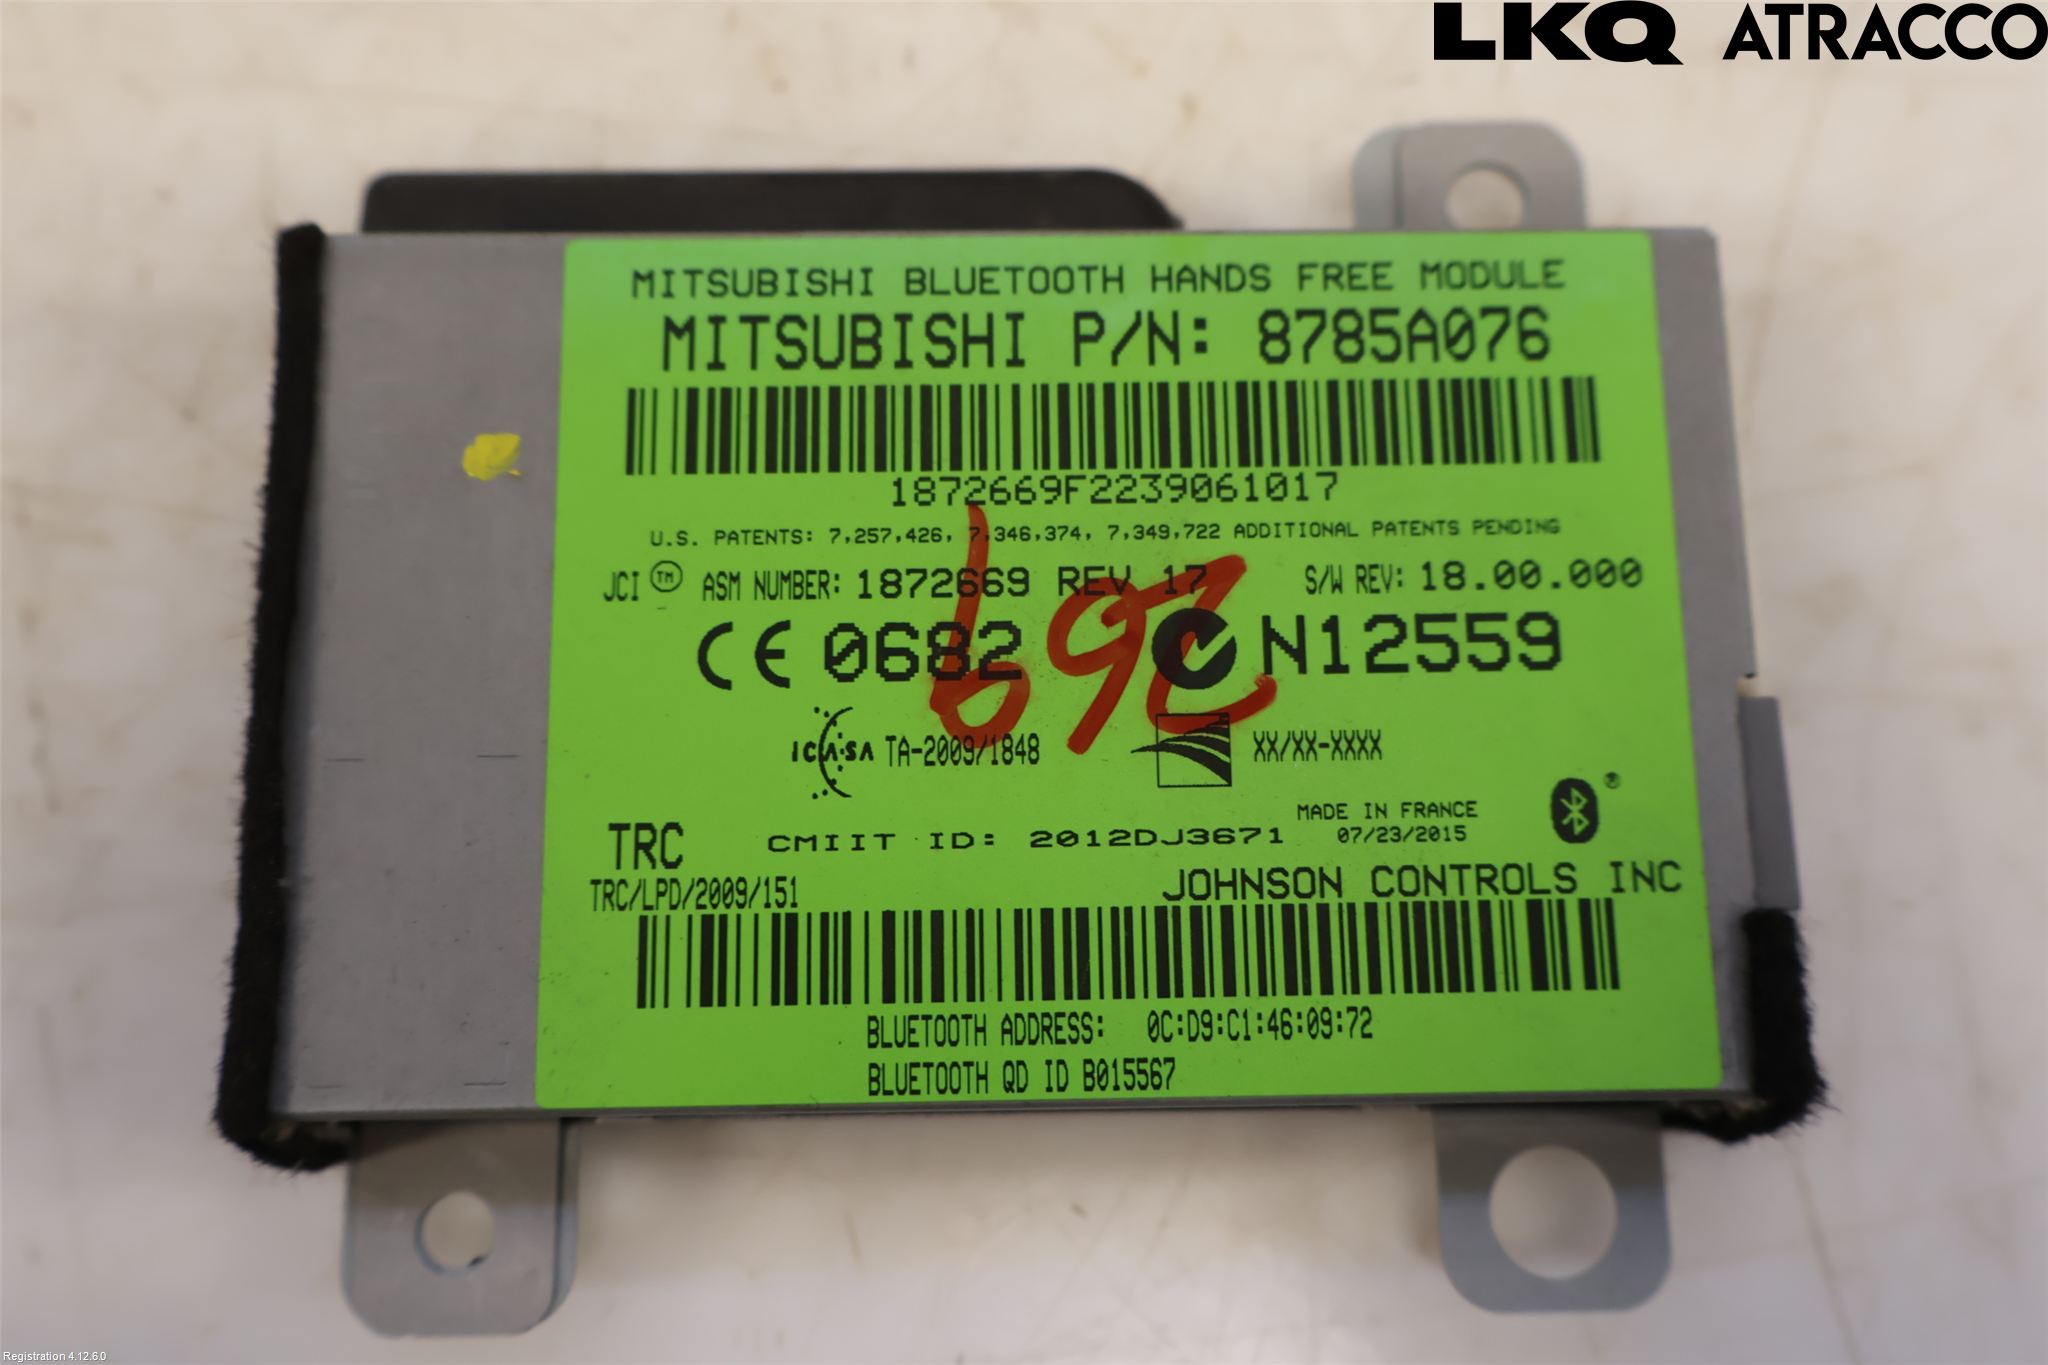 LKQ ATRACCO
MITSUBISHI BLUETOOTH HANDS FREE MODULE
MITSUBISHI P/N: 8785A076
1872669F2239061017
U.S. PATENTS: 7,257,426, 7,346,374, 7,349,722 ADDITIONAL PATENTS PENDING
JCI TM ASM NUMBER: 1872669 REV 17 S/W REV: 18.00.000
CE 0682 N12559
ICASA TA-2009/1848 XX/XX-XXXX
MADE IN FRANCE
TRC CMIIT ID: 2012DJ3671 07/23/2015
TRC/LPD/2009/151 JOHNSON CONTROLS INC
BLUETOOTH ADDRESS: 0C:D9:C1:46:09:72
BLUETOOTH QD ID B015567
Registration 4.12.6.0